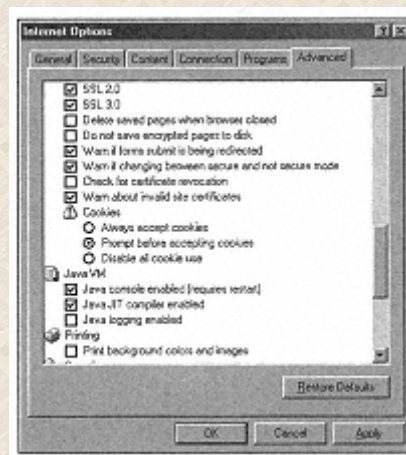 Internet Options
General Security Content Connection Programs Advanced
SSL 2.0
SSL 3.0
Delete saved pages when browser closed
Do not save encrypted pages to disk
Warn if forms submit is being redirected
Warn if changing between secure and not secure mode
Check for certificate revocation
Warn about invalid site certificates
Cookies
Always accept cookies
Prompt before accepting cookies
Disable all cookie use
Java VM
Java console enabled (requires restart)
Java JIT compiler enabled
Java logging enabled
Printing
Print background colors and images
Restore Defaults
OK Cancel Apply